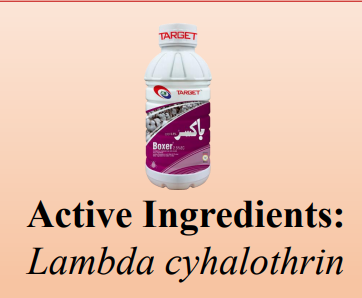 TARGET
TARGET
باکسر
Boxer
Active Ingredients:
Lambda cyhalothrin